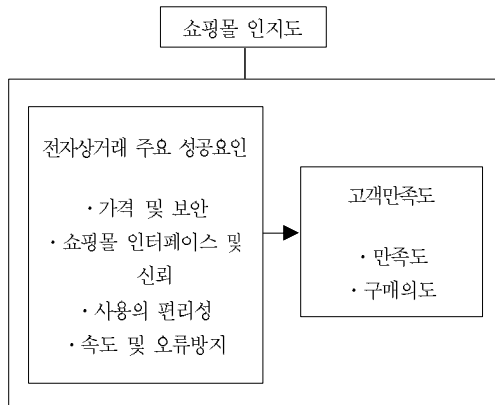 쇼핑몰 인지도
전자상거래 주요 성공요인
· 가격 및 보안
· 쇼핑몰 인터페이스 및
신뢰
· 사용의 편리성
· 속도 및 오류방지
고객만족도
· 만족도
· 구매의도